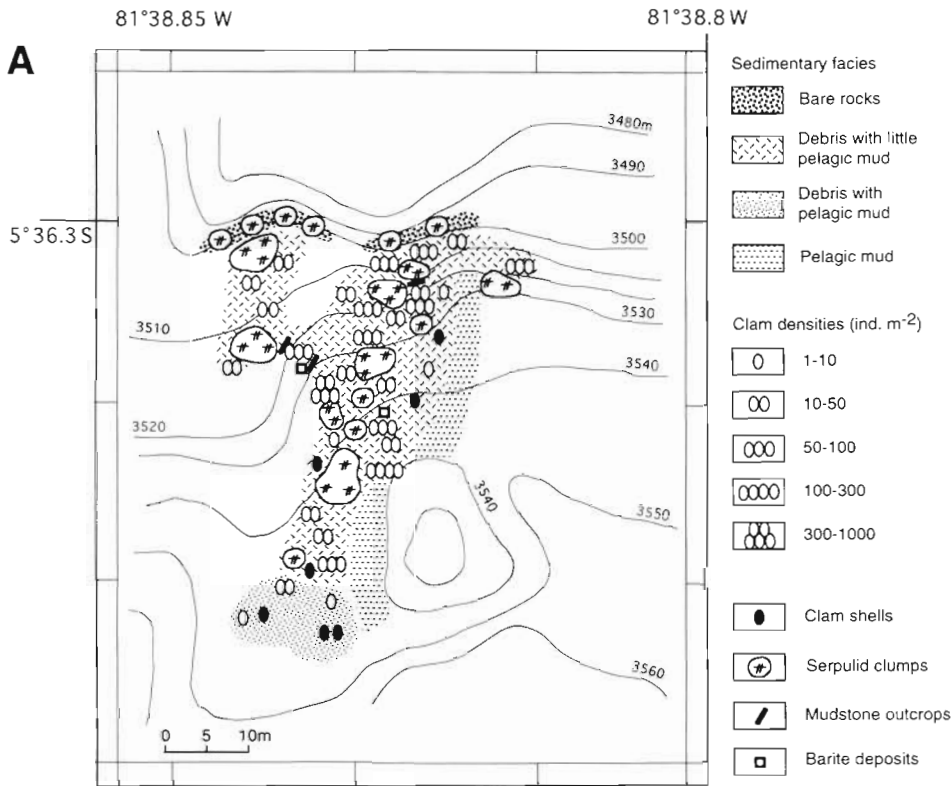 81°38.85 W
81°38.8 W
A
5°36.3 S
3480m
3490
3500
3510
3530
3540
3520
3540
3550
3560
0 5 10m
Sedimentary facies
Bare rocks
Debris with little
pelagic mud
Debris with
pelagic mud
Pelagic mud
Clam densities (ind. m⁻²)
1-10
10-50
50-100
100-300
300-1000
Clam shells
Serpulid clumps
Mudstone outcrops
Barite deposits